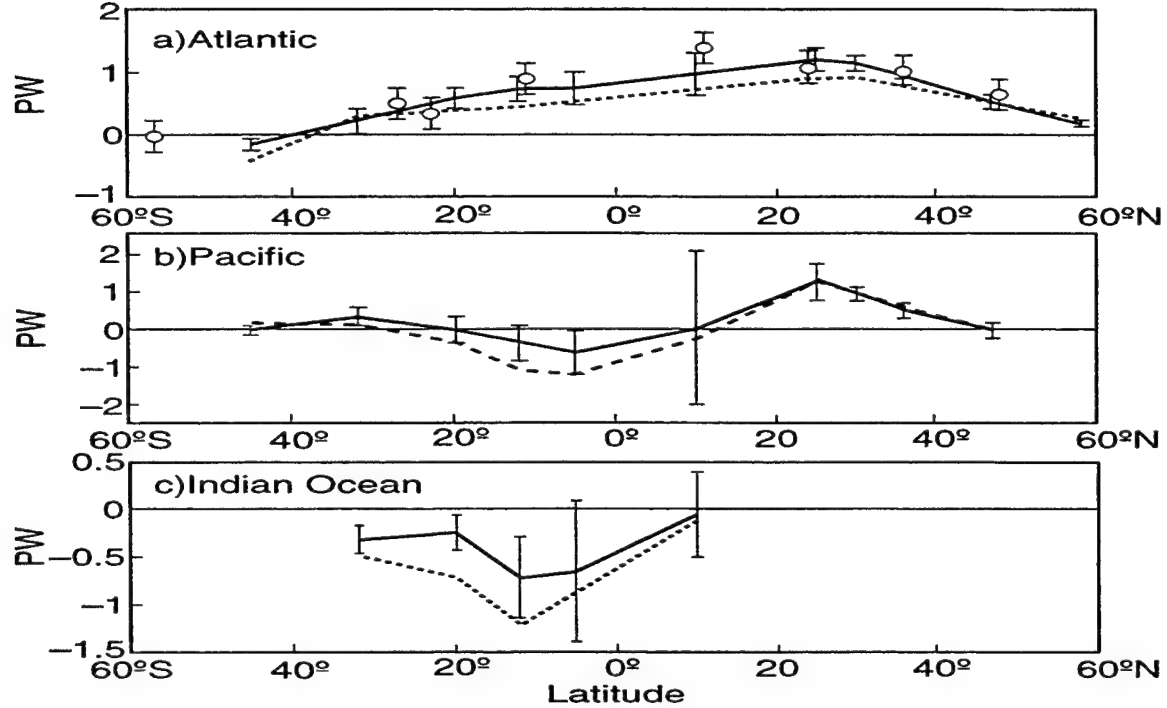 2
a)Atlantic
1
PW
0
−1
60ºS 40º 20º 0º 20 40º 60ºN
2
b)Pacific
1
PW
0
−1
−2
60ºS 40º 20º 0º 20 40º 60ºN
0.5
c)Indian Ocean
0
PW
−0.5
−1
−1.5
60ºS 40º 20º 0º 20 40º 60ºN
Latitude